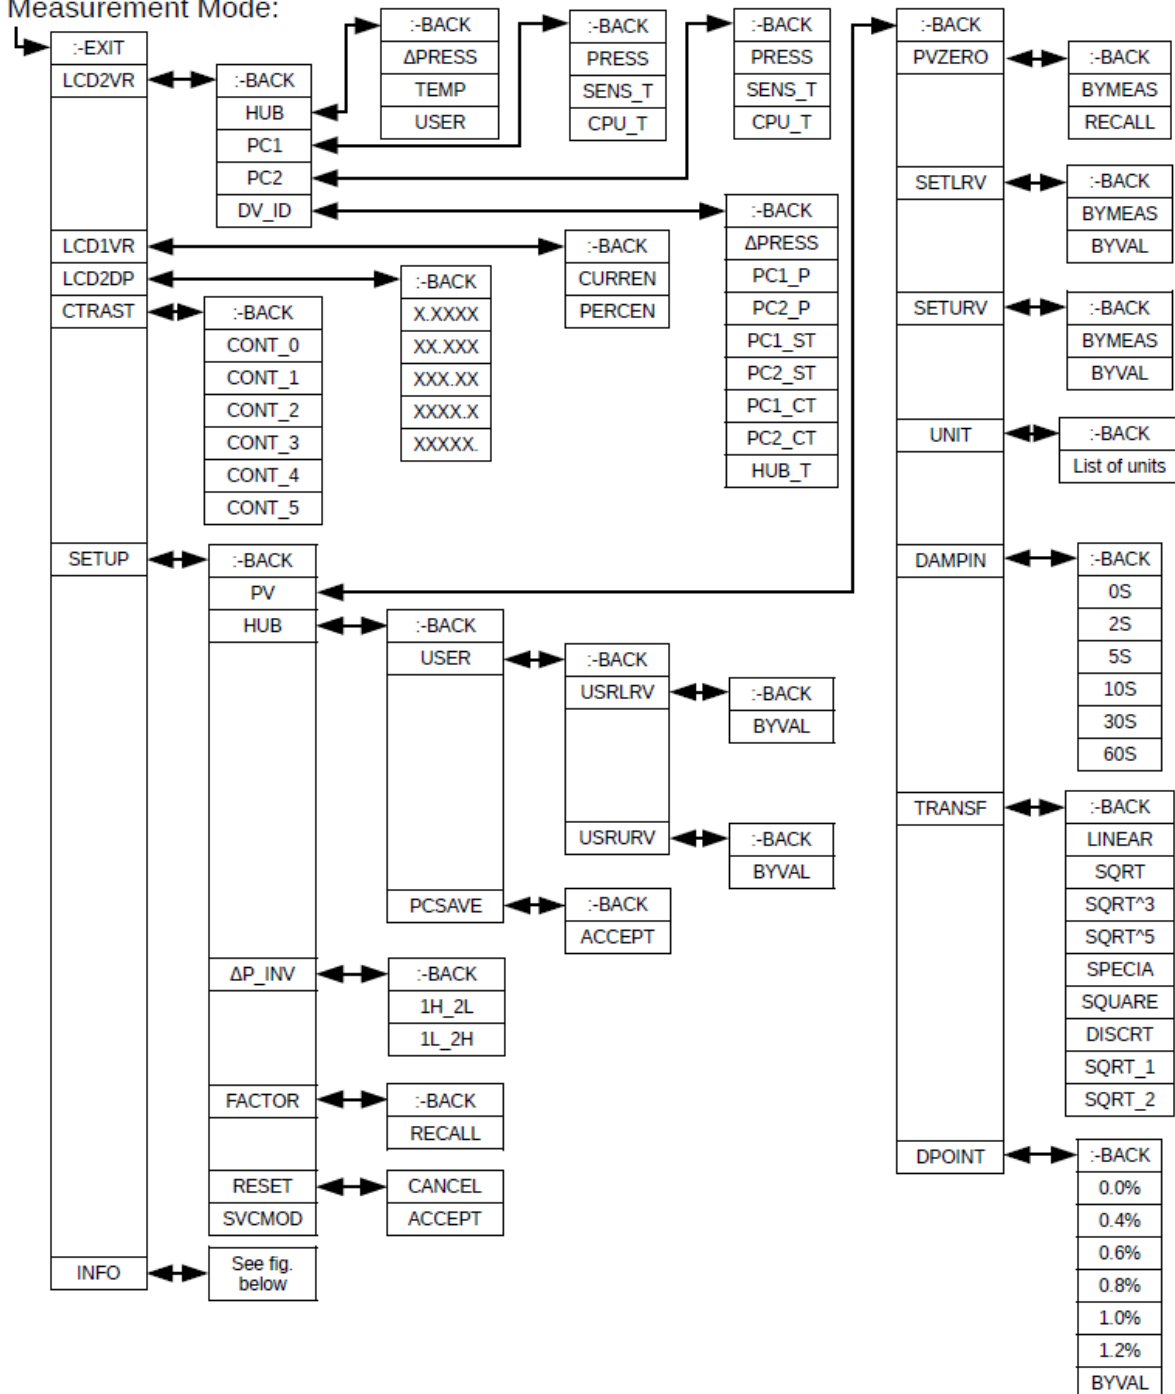 Measurement Mode:
:-EXIT
LCD2VR
LCD1VR
LCD2DP
CTRAST
SETUP
INFO
:-BACK
HUB
PC1
PC2
DV_ID
:-BACK
ΔPRESS
TEMP
USER
:-BACK
PRESS
SENS_T
CPU_T
:-BACK
PRESS
SENS_T
CPU_T
:-BACK
ΔPRESS
PC1_P
PC2_P
PC1_ST
PC2_ST
PC1_CT
PC2_CT
HUB_T
:-BACK
CURREN
PERCEN
:-BACK
X.XXXX
XX.XXX
XXX.XX
XXXX.X
XXXXX.
:-BACK
CONT_0
CONT_1
CONT_2
CONT_3
CONT_4
CONT_5
:-BACK
PV
HUB
ΔP_INV
FACTOR
RESET
SVCMOD
:-BACK
USER
PCSAVE
:-BACK
USRLRV
USRURV
:-BACK
BYVAL
:-BACK
BYVAL
:-BACK
ACCEPT
:-BACK
1H_2L
1L_2H
:-BACK
RECALL
CANCEL
ACCEPT
See fig.
below
:-BACK
PVZERO
SETLRV
SETURV
UNIT
DAMPIN
TRANSF
DPOINT
:-BACK
BYMEAS
RECALL
:-BACK
BYMEAS
BYVAL
:-BACK
BYMEAS
BYVAL
:-BACK
List of units
:-BACK
0S
2S
5S
10S
30S
60S
:-BACK
LINEAR
SQRT
SQRT^3
SQRT^5
SPECIA
SQUARE
DISCRT
SQRT_1
SQRT_2
:-BACK
0.0%
0.4%
0.6%
0.8%
1.0%
1.2%
BYVAL